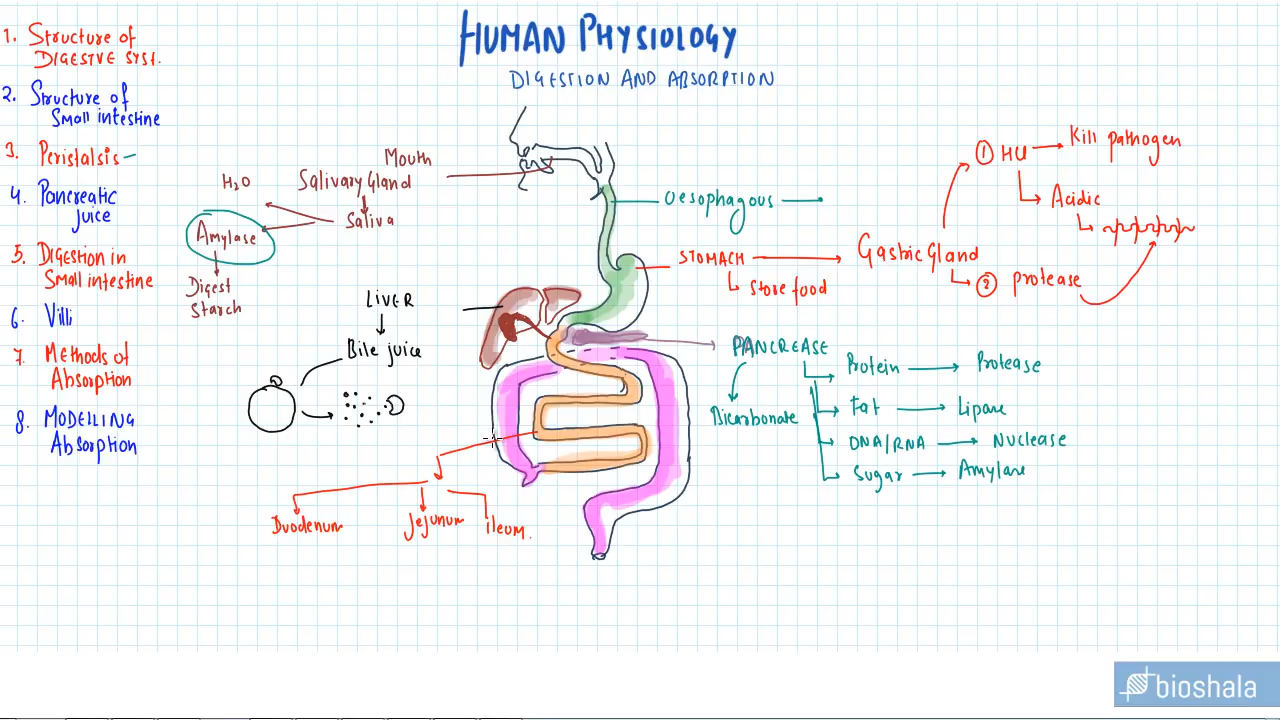 HUMAN PHYSIOLOGY
DIGESTION AND ABSORPTION
1. Structure of
DIGESTVE SYST.
2. Structure of
Small intestine
3. Peristalsis
4. Pancreatic
juice
5. DIGESTION in
Small intestine
6. Villi
7. Methods of
Absorption
8. MODELLING
Absorption
Mouth
Salivary Gland
H₂O
Saliva
Amylase
Digest
Starch
LIVER
Bile juice
Oesophagous
STOMACH
Store food
Gastric Gland
① HCl
Kill pathogen
Acidic
② protease
PANCREASE
Bicarbonate
Protein
Protease
Fat
Lipase
DNA/RNA
Nuclease
Sugar
Amylase
Duodenum
Jejunum
ileum.
bioshala